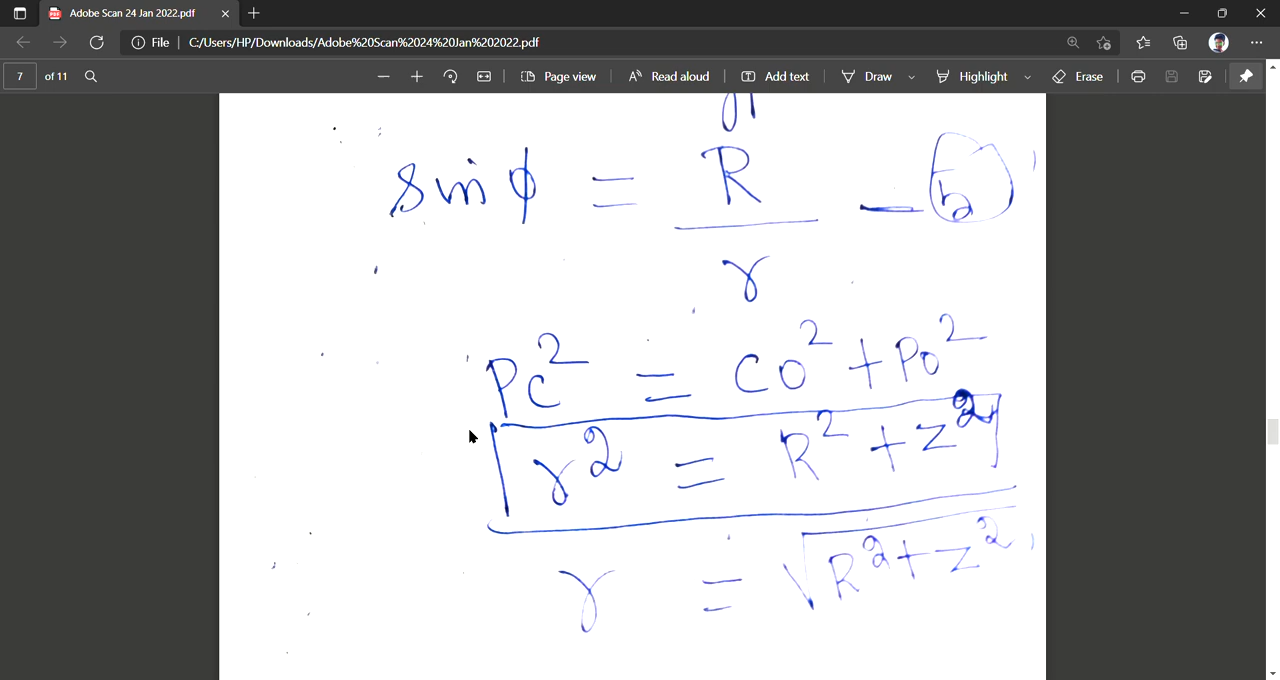 Adobe Scan 24 Jan 2022.pdf
File C:/Users/HP/Downloads/Adobe%20Scan%2024%20Jan%202022.pdf
7 of 11 Page view Read aloud Add text Draw Highlight Erase
sin ϕ = R / r — 5
PC² = CO² + PO²
r² = R² + z²
r = √R² + z²